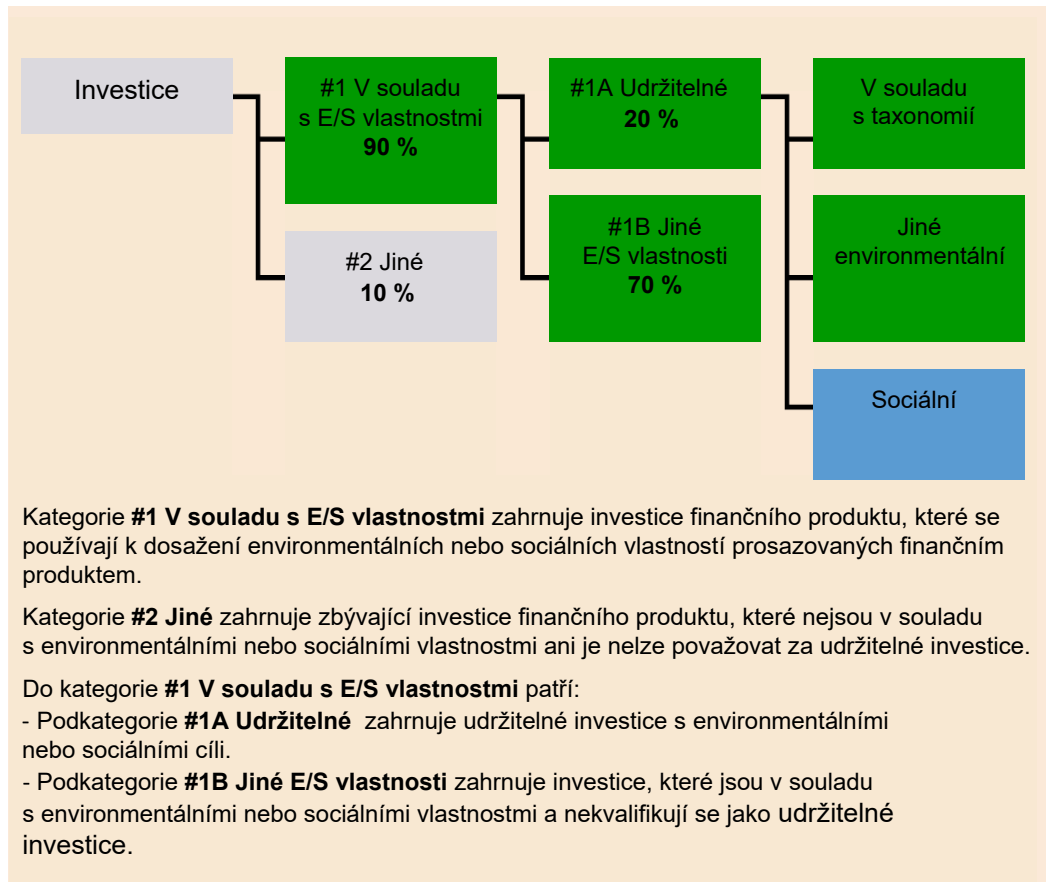 Investice
#1 V souladu
s E/S vlastnostmi
90 %
#2 Jiné
10 %
#1A Udržitelné
20 %
#1B Jiné
E/S vlastnosti
70 %
V souladu
s taxonomií
Jiné
environmentální
Sociální
Kategorie #1 V souladu s E/S vlastnostmi zahrnuje investice finančního produktu, které se
používají k dosažení environmentálních nebo sociálních vlastností prosazovaných finančním
produktem.
Kategorie #2 Jiné zahrnuje zbývající investice finančního produktu, které nejsou v souladu
s environmentálními nebo sociálními vlastnostmi ani je nelze považovat za udržitelné investice.
Do kategorie #1 V souladu s E/S vlastnostmi patří:
- Podkategorie #1A Udržitelné zahrnuje udržitelné investice s environmentálními
nebo sociálními cíli.
- Podkategorie #1B Jiné E/S vlastnosti zahrnuje investice, které jsou v souladu
s environmentálními nebo sociálními vlastnostmi a nekvalifikují se jako udržitelné
investice.